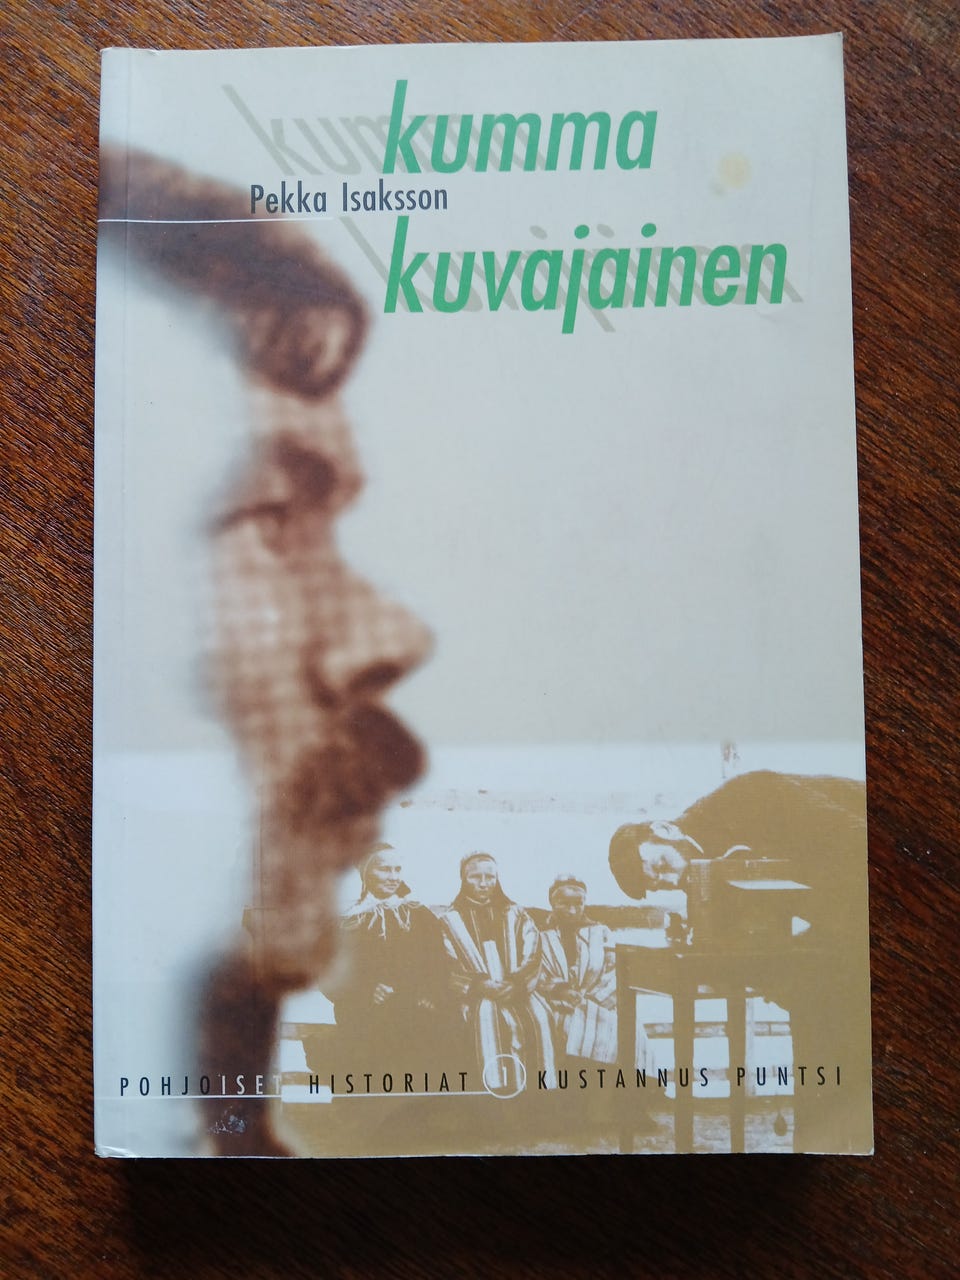 kumma
Pekka Isaksson
kuvajainen
POHJOISET HISTORIAT 1 KUSTANNUS PUNTSI